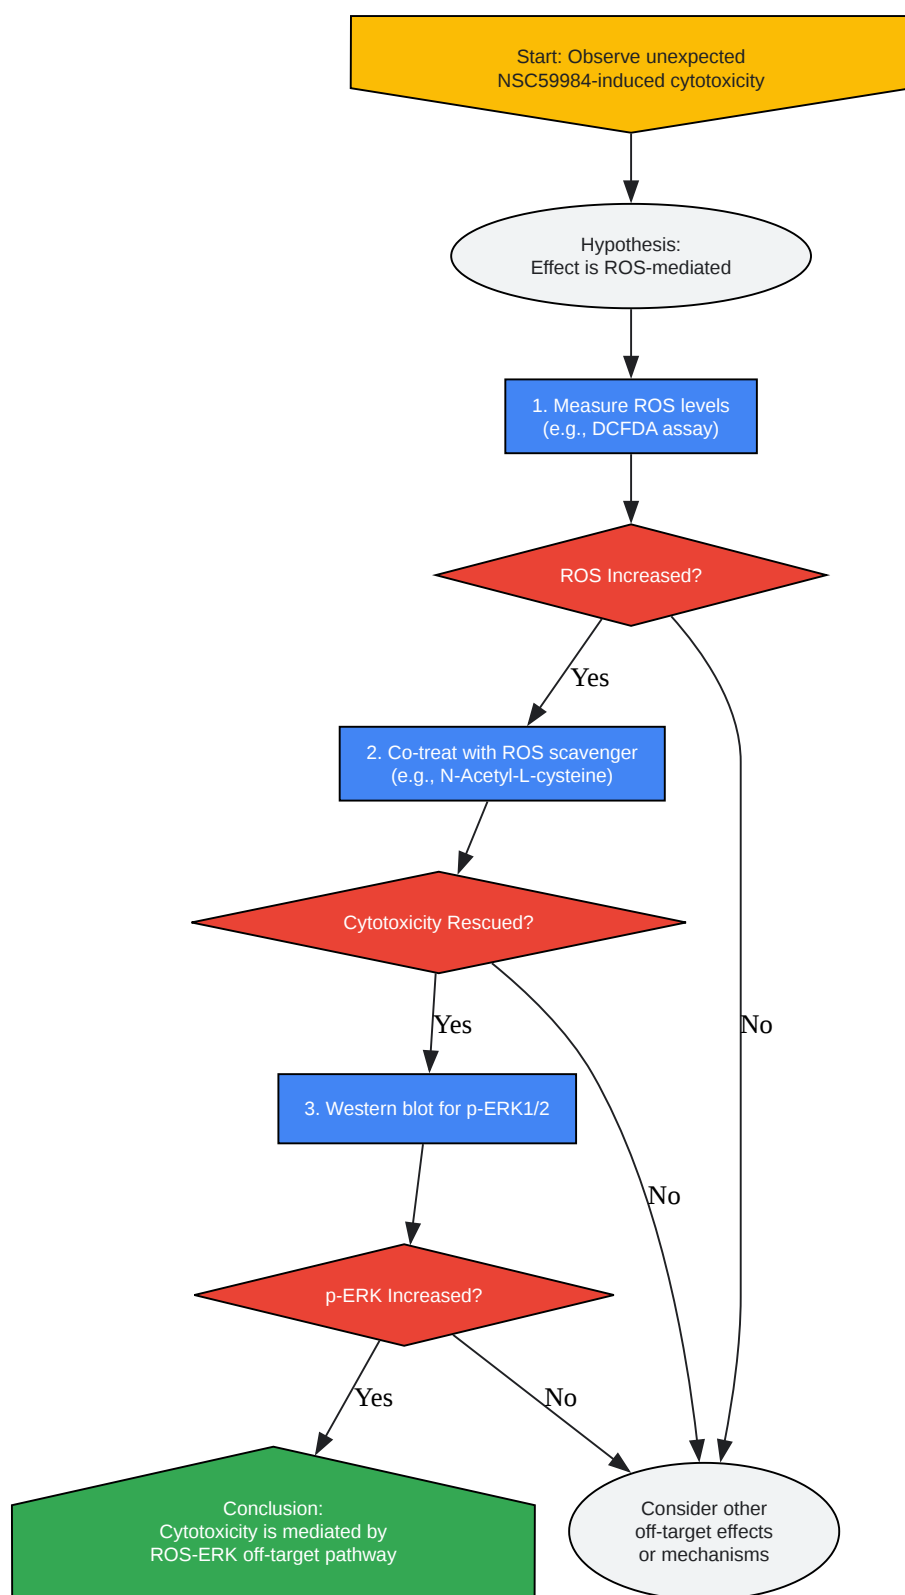 Start: Observe unexpected
NSC59984-induced cytotoxicity
Hypothesis:
Effect is ROS-mediated
1. Measure ROS levels
(e.g., DCFDA assay)
ROS Increased?
Yes
2. Co-treat with ROS scavenger
(e.g., N-Acetyl-L-cysteine)
Cytotoxicity Rescued?
Yes
No
3. Western blot for p-ERK1/2
No
p-ERK Increased?
Yes
No
Conclusion:
Cytotoxicity is mediated by
ROS-ERK off-target pathway
Consider other
off-target effects
or mechanisms